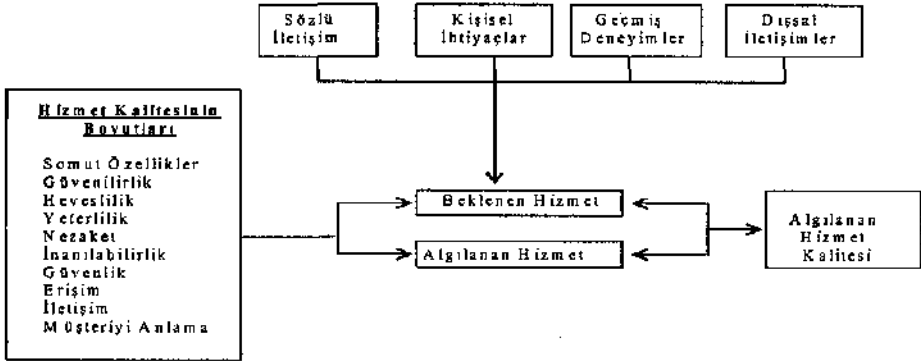 Sözlü
İletişim
Kişisel
İhtiyaçlar
Geçmiş
Deneyimler
Dışsal
İletişimler
Hizmet Kalitesinin
Boyutları
Somut Özellikler
Güvenilirlik
Heveslilik
Yeterlilik
Nezaket
İnanılabilirlik
Güvenlik
Erişim
İletişim
Müşteriyi Anlama
Beklenen Hizmet
Algılanan Hizmet
Algılanan
Hizmet
Kalitesi